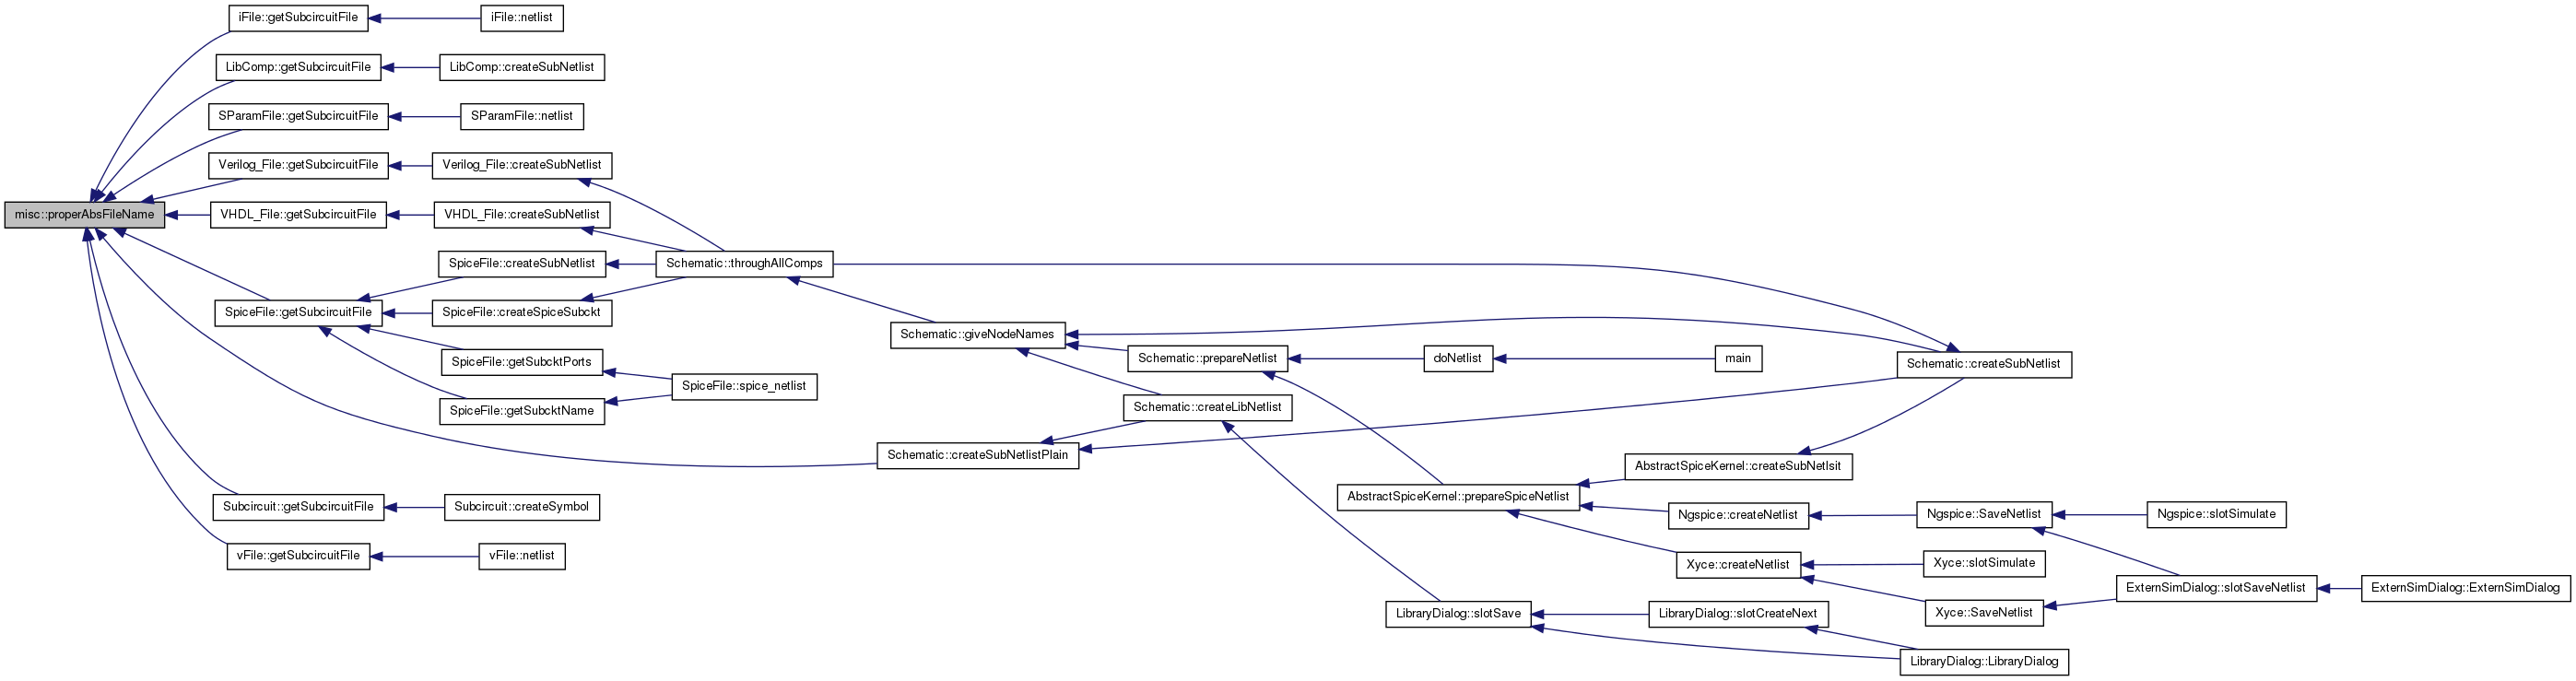 iFile::getSubcircuitFile
iFile::netlist
LibComp::getSubcircuitFile
LibComp::createSubNetlist
SParamFile::getSubcircuitFile
SParamFile::netlist
Verilog_File::getSubcircuitFile
Verilog_File::createSubNetlist
misc::properAbsFileName
VHDL_File::getSubcircuitFile
VHDL_File::createSubNetlist
SpiceFile::createSubNetlist
Schematic::throughAllComps
SpiceFile::getSubcircuitFile
SpiceFile::createSpiceSubckt
Schematic::giveNodeNames
SpiceFile::getSubcktPorts
Schematic::prepareNetlist
doNetlist
main
Schematic::createSubNetlist
SpiceFile::spice_netlist
SpiceFile::getSubcktName
Schematic::createLibNetlist
Schematic::createSubNetlistPlain
AbstractSpiceKernel::createSubNetlsit
AbstractSpiceKernel::prepareSpiceNetlist
Subcircuit::getSubcircuitFile
Subcircuit::createSymbol
Ngspice::createNetlist
Ngspice::SaveNetlist
Ngspice::slotSimulate
vFile::getSubcircuitFile
vFile::netlist
Xyce::createNetlist
Xyce::slotSimulate
ExternSimDialog::slotSaveNetlist
ExternSimDialog::ExternSimDialog
LibraryDialog::slotSave
LibraryDialog::slotCreateNext
Xyce::SaveNetlist
LibraryDialog::LibraryDialog